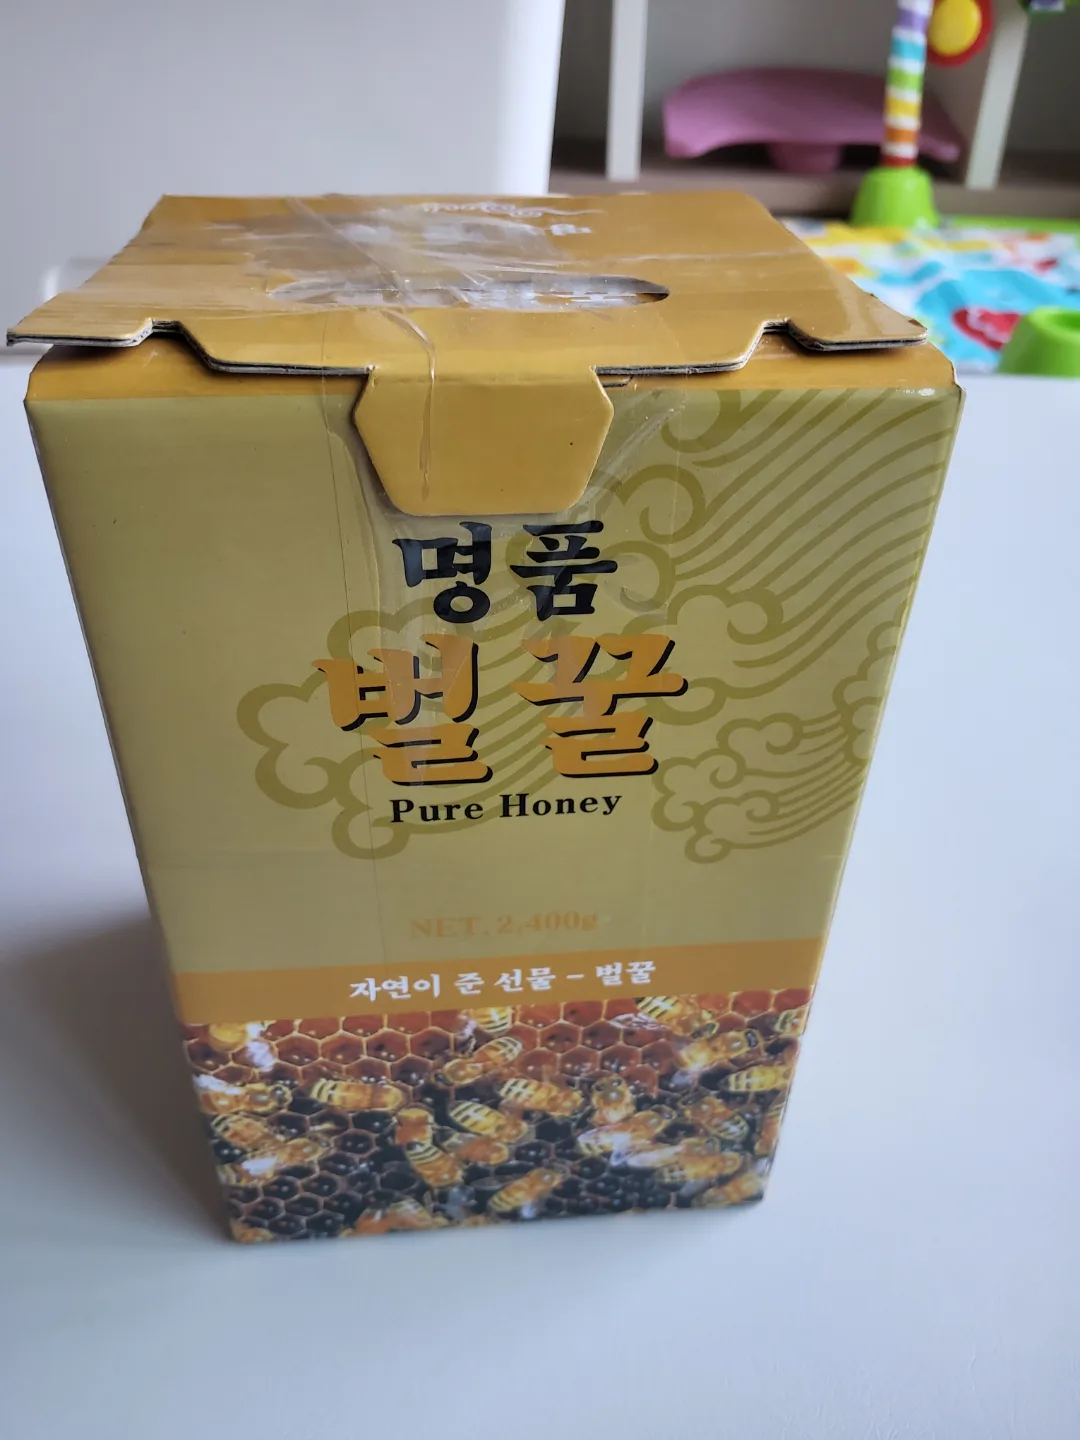 명품
벌꿀
Pure Honey
NET. 2,400g
자연이 준 선물 - 벌꿀